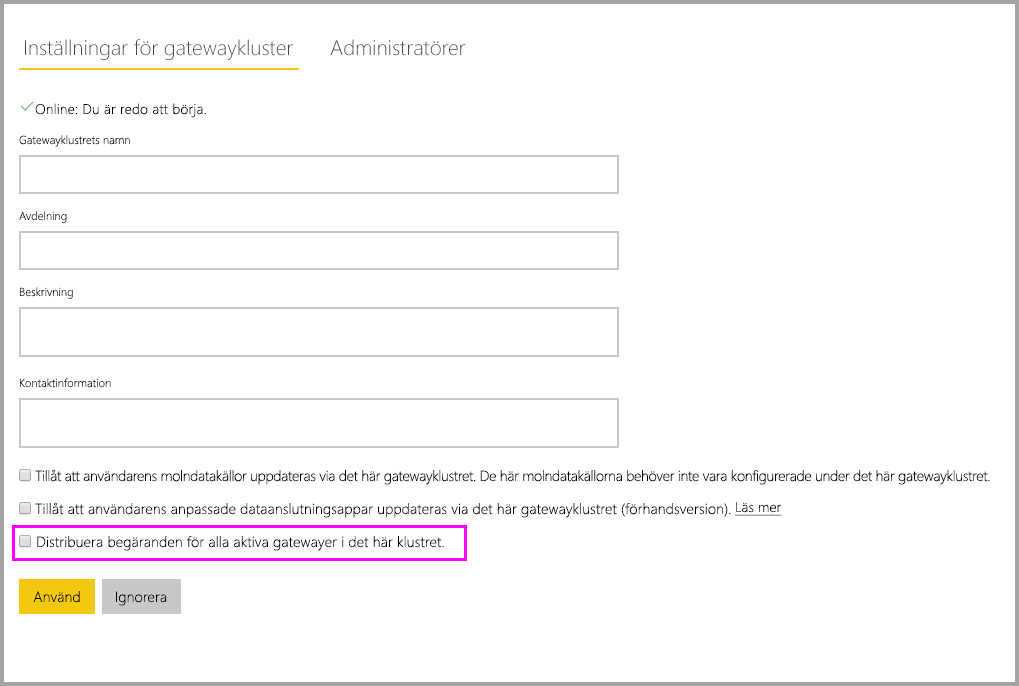 Inställningar för gatewaykluster Administratörer
Online: Du är redo att börja.
Gatewayklustrets namn
Avdelning
Beskrivning
Kontaktinformation
Tillåt att användarens molndatakällor uppdateras via det här gatewayklustret. De här molndatakällorna behöver inte vara konfigurerade under det här gatewayklustret.
Tillåt att användarens anpassade dataanslutningsappar uppdateras via det här gatewayklustret (förhandsversion). Läs mer
Distribuera begäranden för alla aktiva gatewayer i det här klustret.
Använd Ignorera